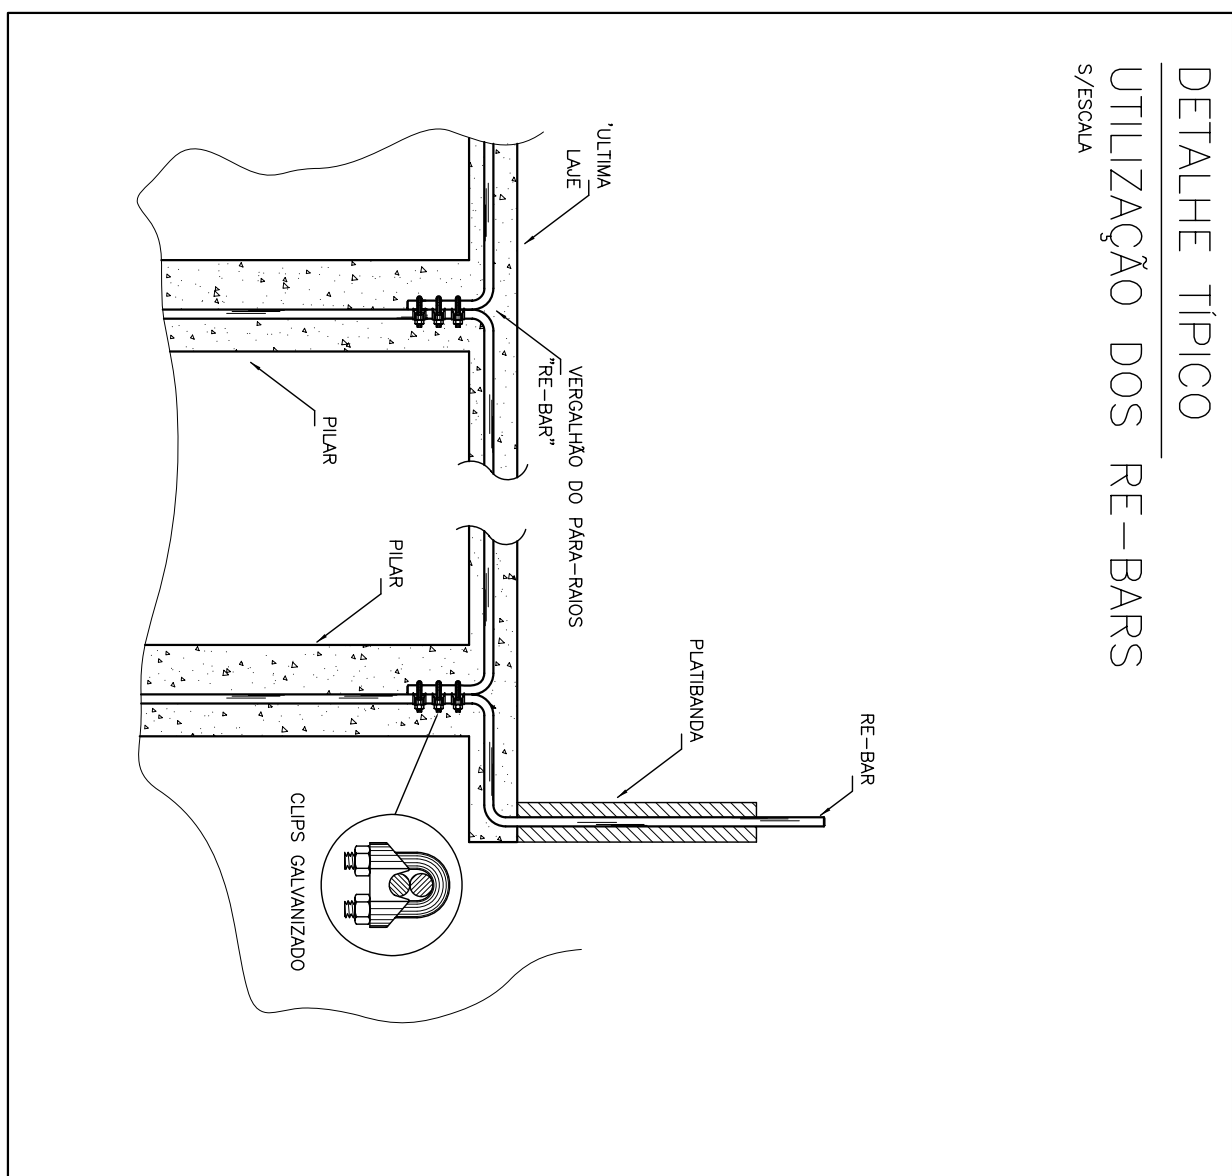 DETALHE TÍPICO
UTILIZAÇÃO DOS RE-BARS
S/ESCALA
RE-BAR
PLATIBANDA
'ULTIMA
LAJE
VERGALHÃO DO PÁRA-RAIOS
"RE-BAR"
PILAR
PILAR
CLIPS GALVANIZADO